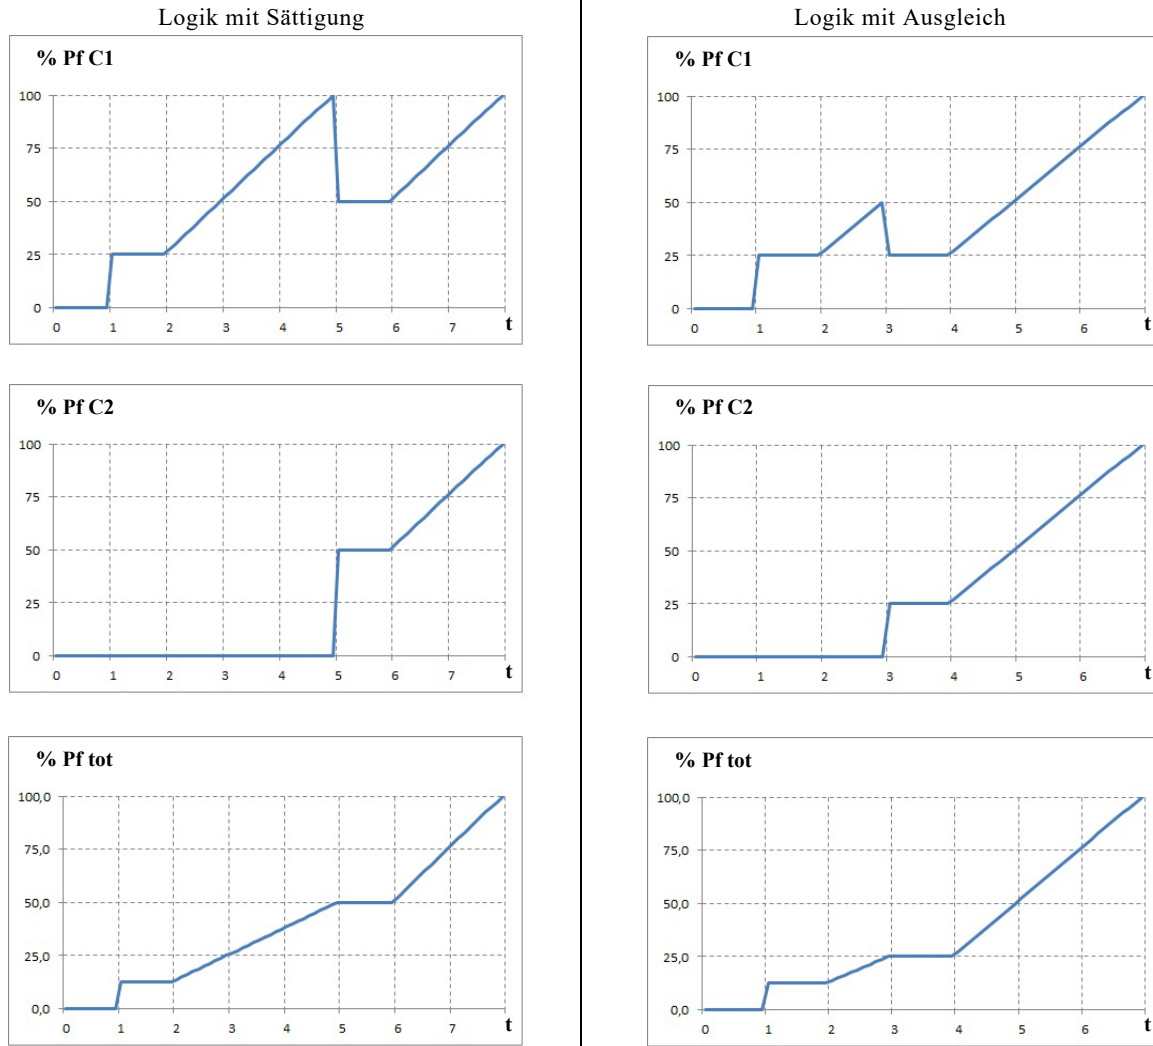 Logik mit Sättigung
% Pf C1
100
75
50
25
0
0 1 2 3 4 5 6 7 t
% Pf C2
100
75
50
25
0
0 1 2 3 4 5 6 7 t
% Pf tot
100,0
75,0
50,0
25,0
0,0
0 1 2 3 4 5 6 7 t
Logik mit Ausgleich
% Pf C1
100
75
50
25
0
0 1 2 3 4 5 6 t
% Pf C2
100
75
50
25
0
0 1 2 3 4 5 6 t
% Pf tot
100,0
75,0
50,0
25,0
0,0
0 1 2 3 4 5 6 t